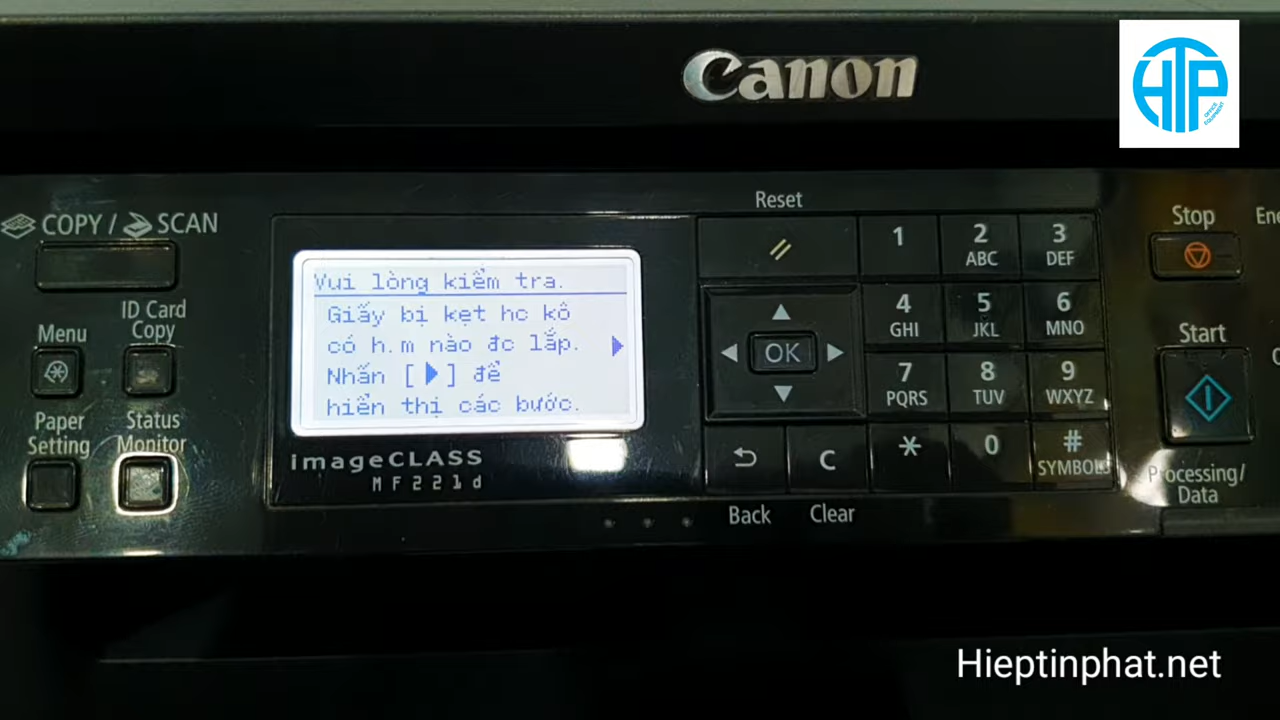 Canon
HTP
OFFICE EQUIPMENT
COPY / SCAN
Reset
Stop
ID Card
Copy
Menu
Paper
Setting
Status
Monitor
Vui lòng kiểm tra.
Giấy bị kẹt hc kô
có h.m nào đc lắp.
Nhấn [▶] để
hiển thị các bước.
imageCLASS
MF221d
OK
1
2 ABC
3 DEF
4 GHI
5 JKL
6 MNO
7 PQRS
8 TUV
9 WXYZ
C
*
0
# SYMBOLS
Back
Clear
Start
Processing/
Data
Hieptinphat.net